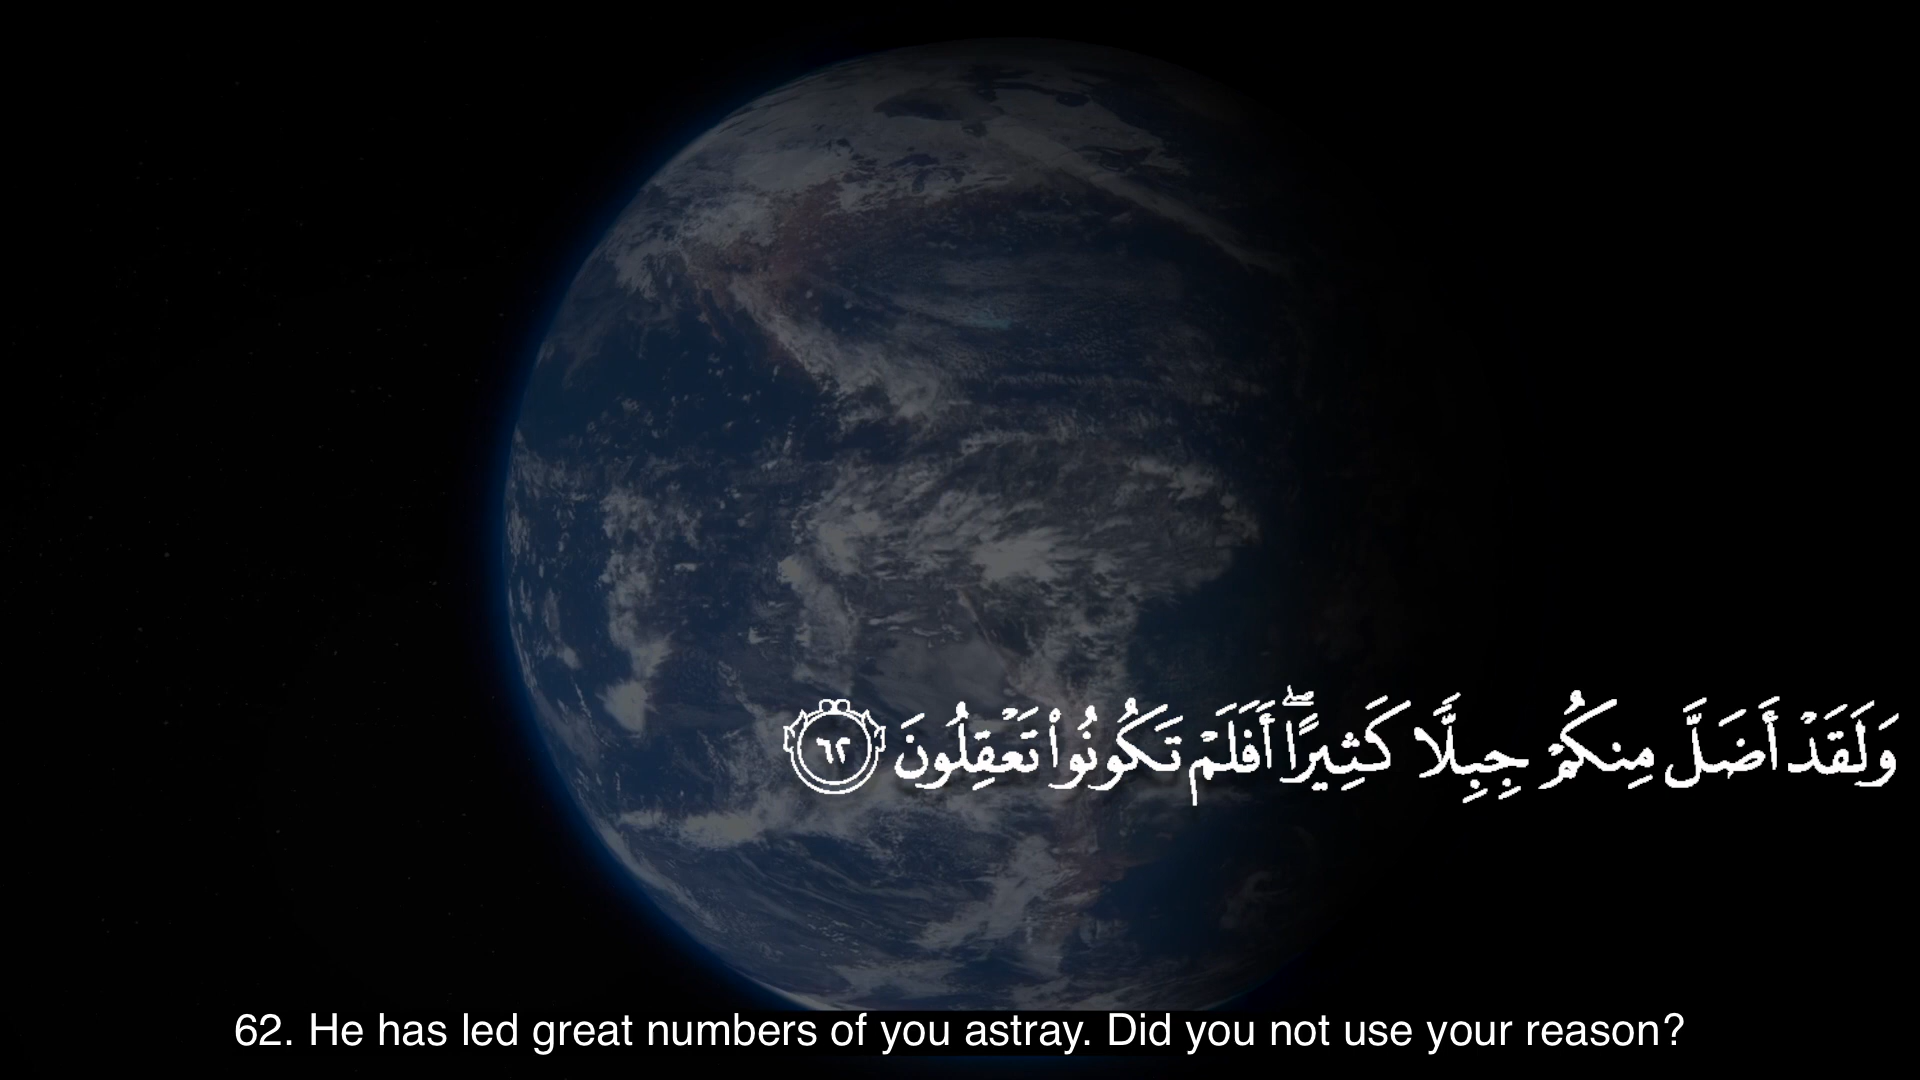 وَلَقَدْ أَضَلَّ مِنكُمْ جِبِلًّا كَثِيرًا ۖ أَفَلَمْ تَكُونُوا۟ تَعْقِلُونَ ٦٢
62. He has led great numbers of you astray. Did you not use your reason?